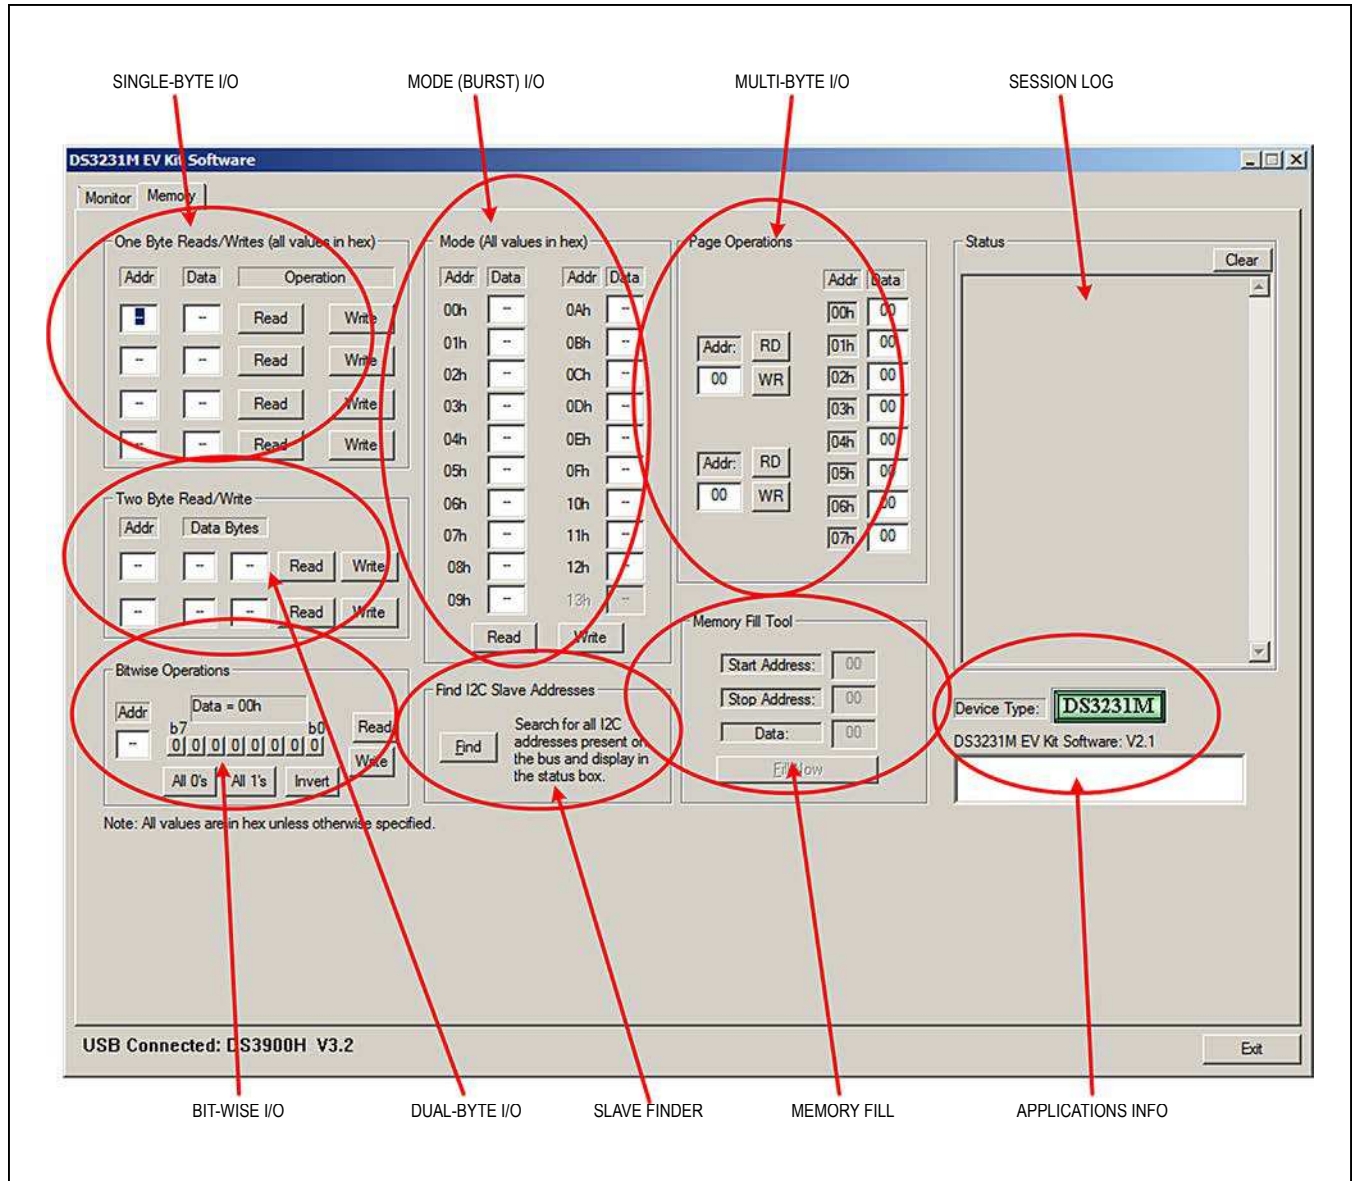 SINGLE-BYTE I/O MODE (BURST) I/O MULTI-BYTE I/O SESSION LOG
DS3231M EV Kit Software
Monitor Memory
One Byte Reads/Writes (all values in hex)
Addr Data Operation
-- -- Read Write
-- -- Read Write
-- -- Read Write
-- -- Read Write
Two Byte Read/Write
Addr Data Bytes
-- -- -- Read Write
-- -- -- Read Write
Bitwise Operations
Addr Data = 00h
b7 b0 Read
-- 0 0 0 0 0 0 0 0 Write
All 0's All 1's Invert
Note: All values are in hex unless otherwise specified.
Mode (All values in hex)
Addr Data Addr Data
00h -- 0Ah --
01h -- 0Bh --
02h -- 0Ch --
03h -- 0Dh --
04h -- 0Eh --
05h -- 0Fh --
06h -- 10h --
07h -- 11h --
08h -- 12h --
09h -- 13h --
Read Write
Find I2C Slave Addresses
Find
Search for all I2C
addresses present on
the bus and display in
the status box.
Page Operations
Addr Data
00h 00
Addr: RD 01h 00
00 WR 02h 00
03h 00
04h 00
Addr: RD 05h 00
00 WR 06h 00
07h 00
Memory Fill Tool
Start Address: 00
Stop Address: 00
Data: 00
Fill Now
Status
Clear
Device Type: DS3231M
DS3231M EV Kit Software: V2.1
USB Connected: DS3900H V3.2 Exit
BIT-WISE I/O DUAL-BYTE I/O SLAVE FINDER MEMORY FILL APPLICATIONS INFO